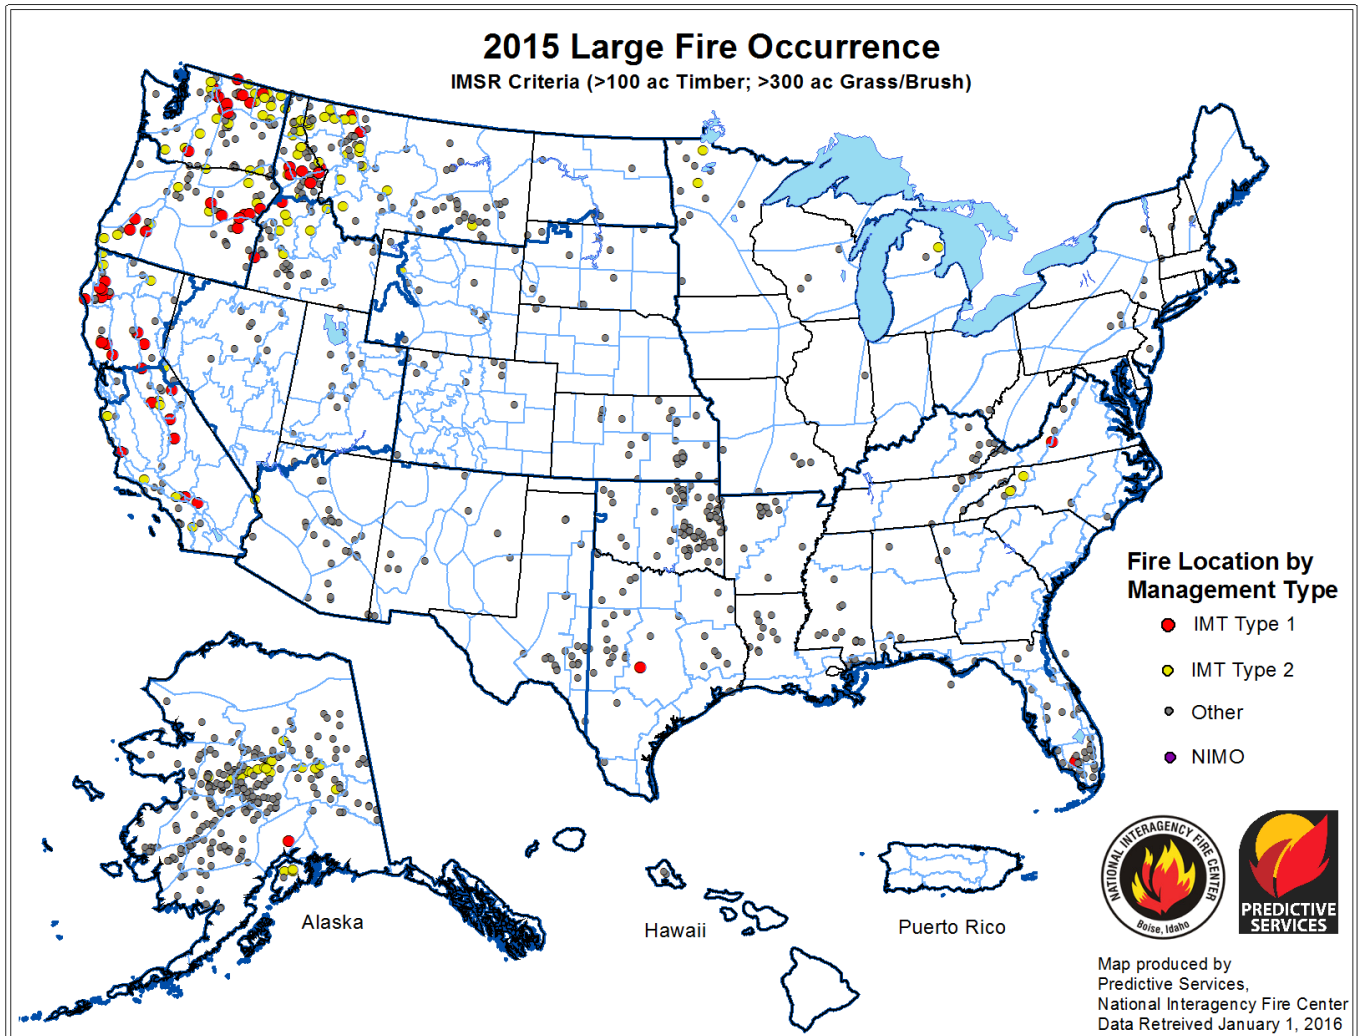 2015 Large Fire Occurrence
IMSR Criteria (>100 ac Timber; >300 ac Grass/Brush)
Fire Location by
Management Type
IMT Type 1
IMT Type 2
Other
NIMO
Alaska
Hawaii
Puerto Rico
NATIONAL INTERAGENCY FIRE CENTER
Boise, Idaho
PREDICTIVE
SERVICES
Map produced by
Predictive Services,
National Interagency Fire Center
Data Retreived January 1, 2016